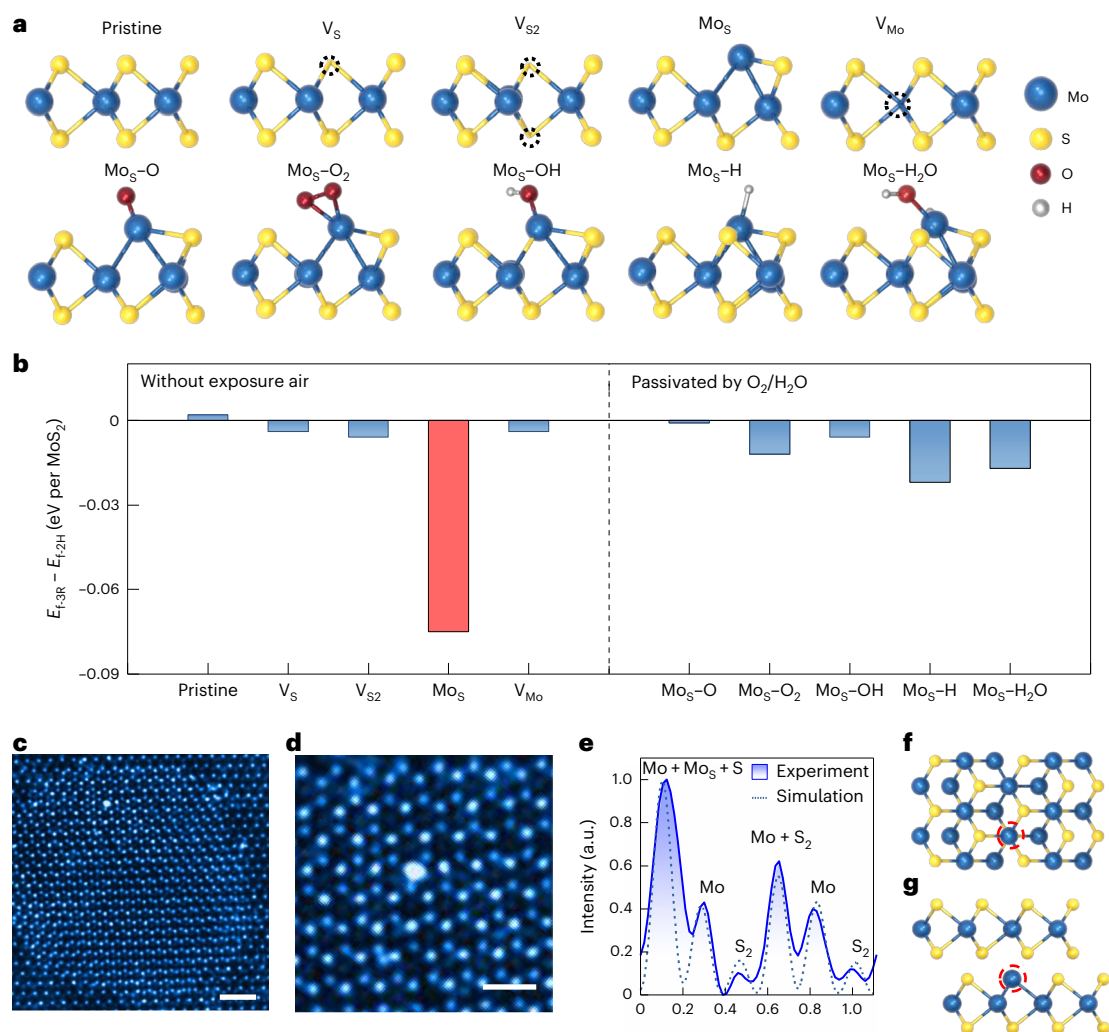 a
Pristine
V_S
V_S2
Mo_S
V_Mo
Mo
S
O
H
Mo_S–O
Mo_S–O_2
Mo_S–OH
Mo_S–H
Mo_S–H_2O
b
Without exposure air
Passivated by O_2/H_2O
0
−0.03
−0.06
−0.09
E_f-3R − E_f-2H (eV per MoS_2)
Pristine
V_S
V_S2
Mo_S
V_Mo
Mo_S–O
Mo_S–O_2
Mo_S–OH
Mo_S–H
Mo_S–H_2O
c
d
e
Mo + Mo_S + S
Experiment
Simulation
Mo + S_2
Mo
Mo
S_2
S_2
Intensity (a.u.)
1.0
0.8
0.6
0.4
0.2
0
0
0.2
0.4
0.6
0.8
1.0
f
g